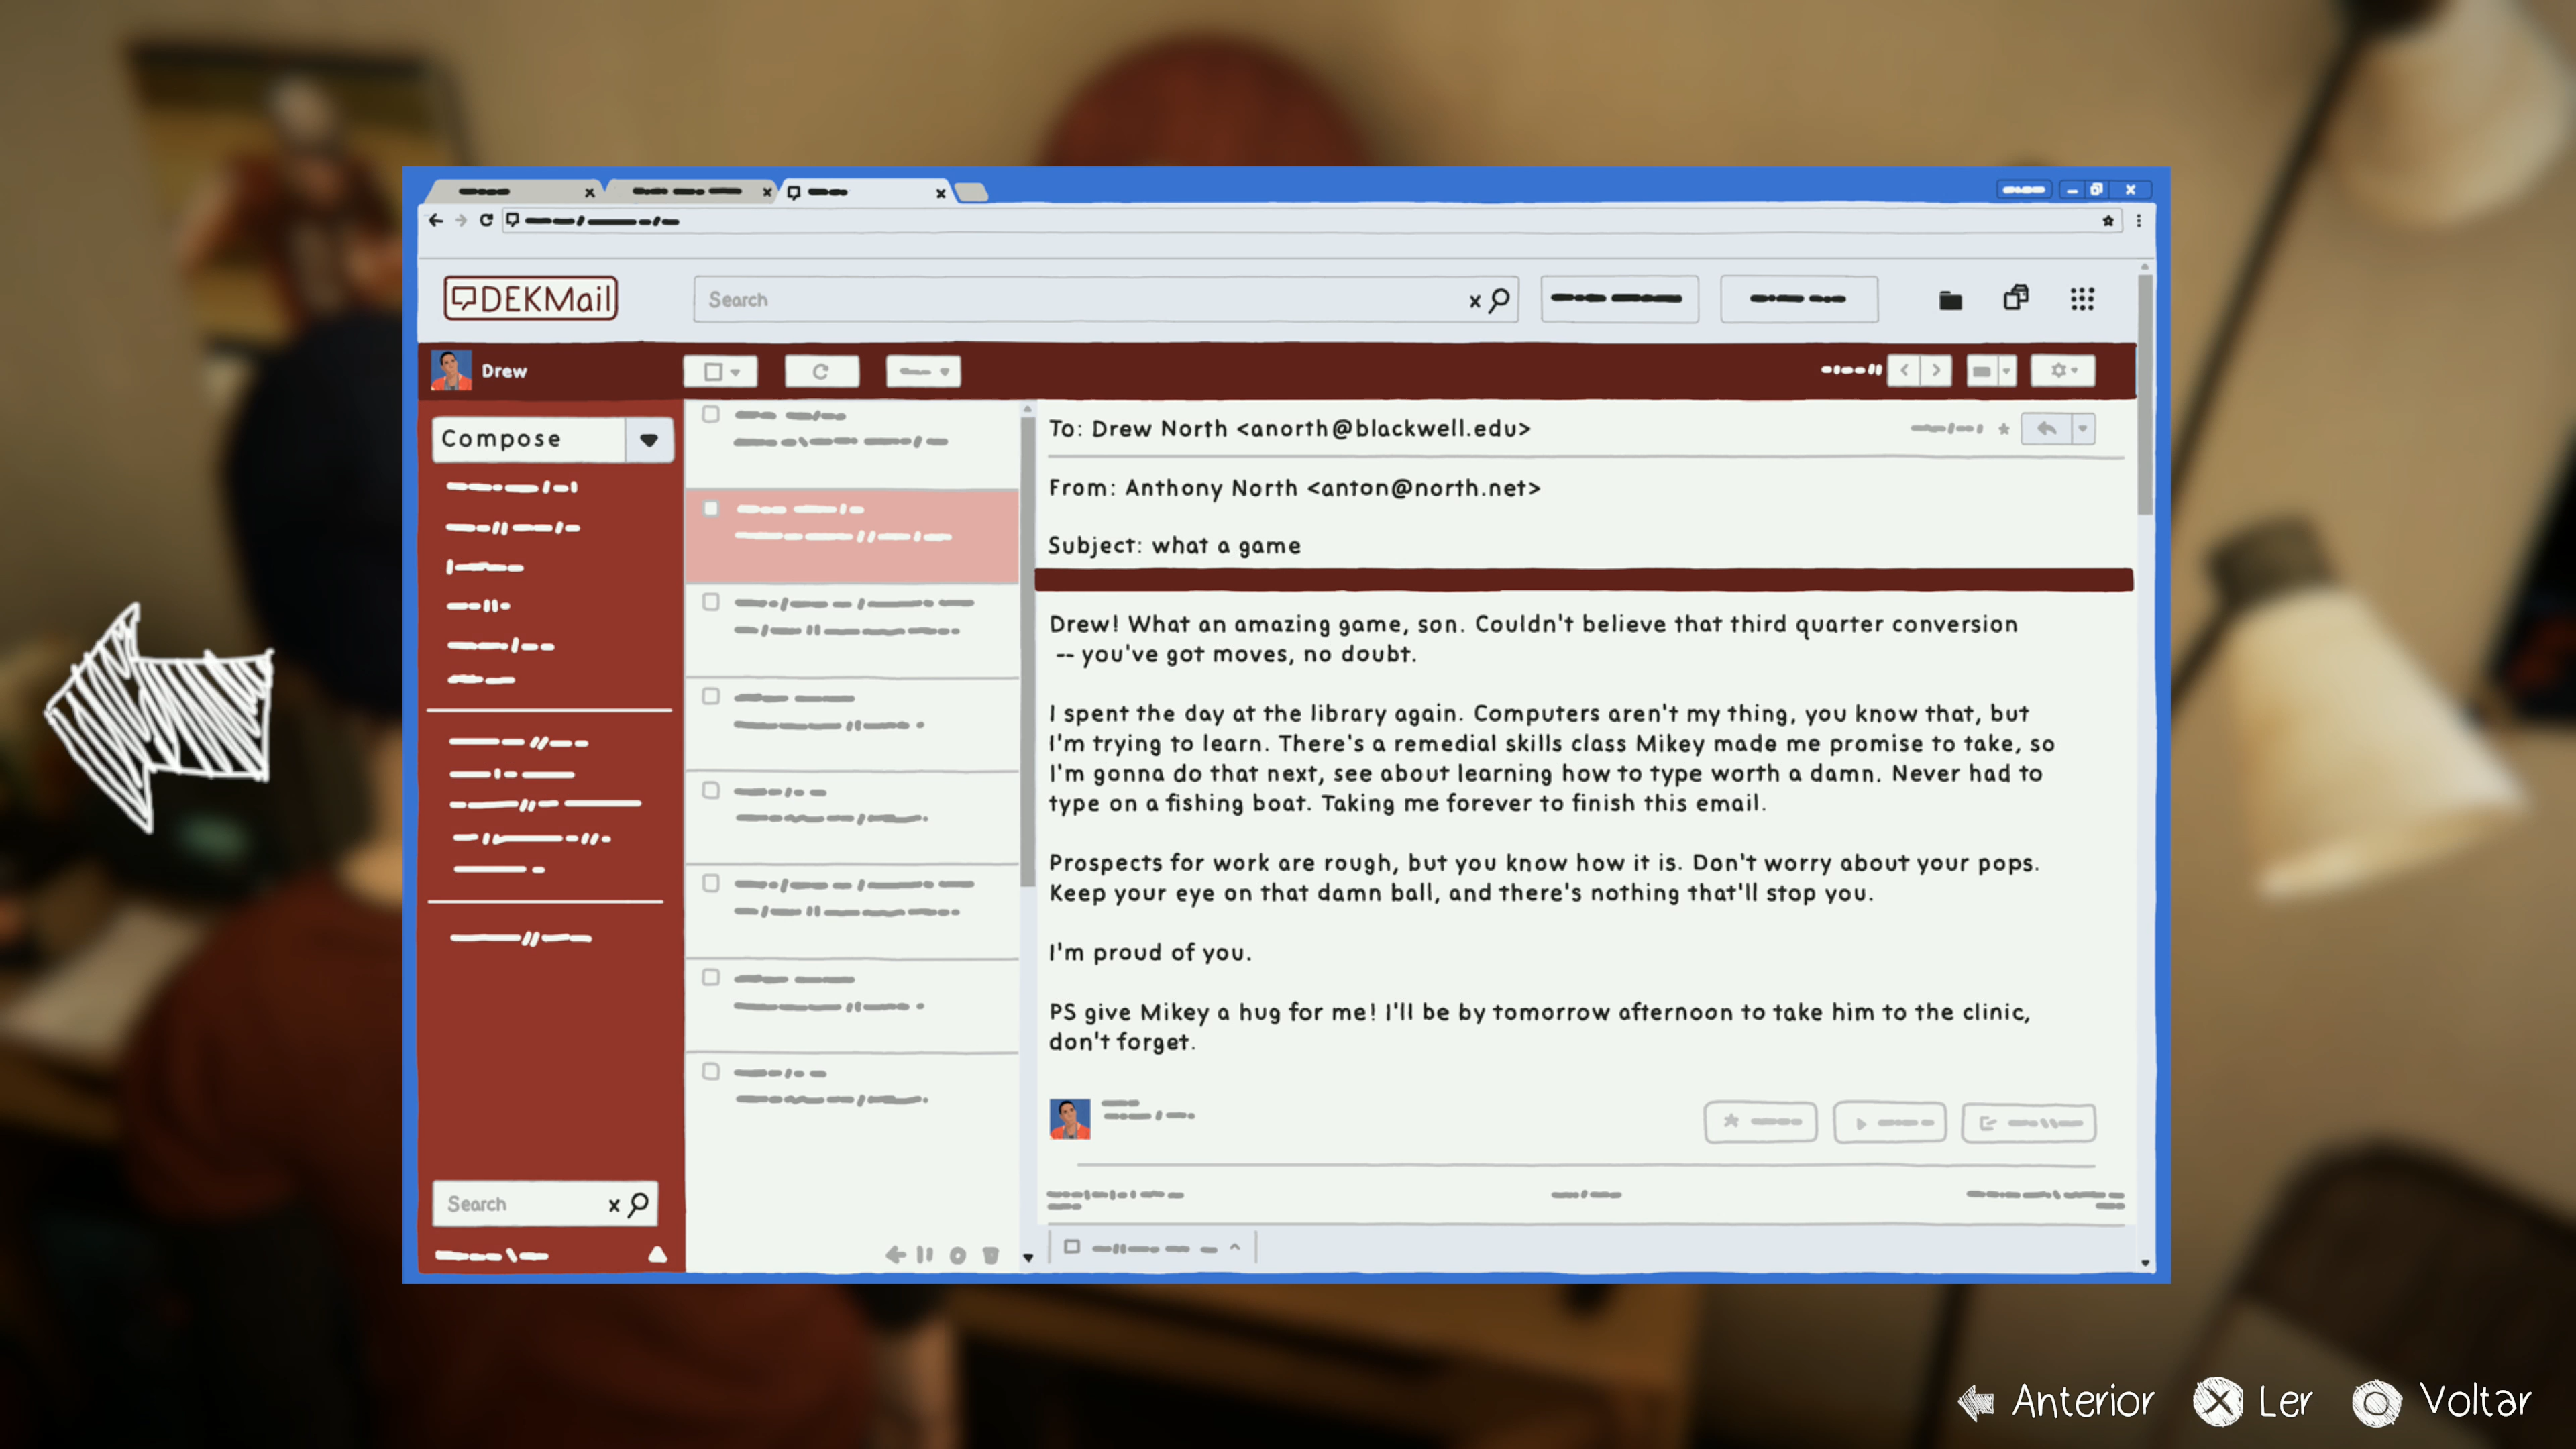 DEKMail
Search
Drew
Compose
To: Drew North <anorth@blackwell.edu>
From: Anthony North <anton@north.net>
Subject: what a game
Drew! What an amazing game, son. Couldn't believe that third quarter conversion
-- you've got moves, no doubt.
I spent the day at the library again. Computers aren't my thing, you know that, but
I'm trying to learn. There's a remedial skills class Mikey made me promise to take, so
I'm gonna do that next, see about learning how to type worth a damn. Never had to
type on a fishing boat. Taking me forever to finish this email.
Prospects for work are rough, but you know how it is. Don't worry about your pops.
Keep your eye on that damn ball, and there's nothing that'll stop you.
I'm proud of you.
PS give Mikey a hug for me! I'll be by tomorrow afternoon to take him to the clinic,
don't forget.
Search
Anterior
Ler
Voltar